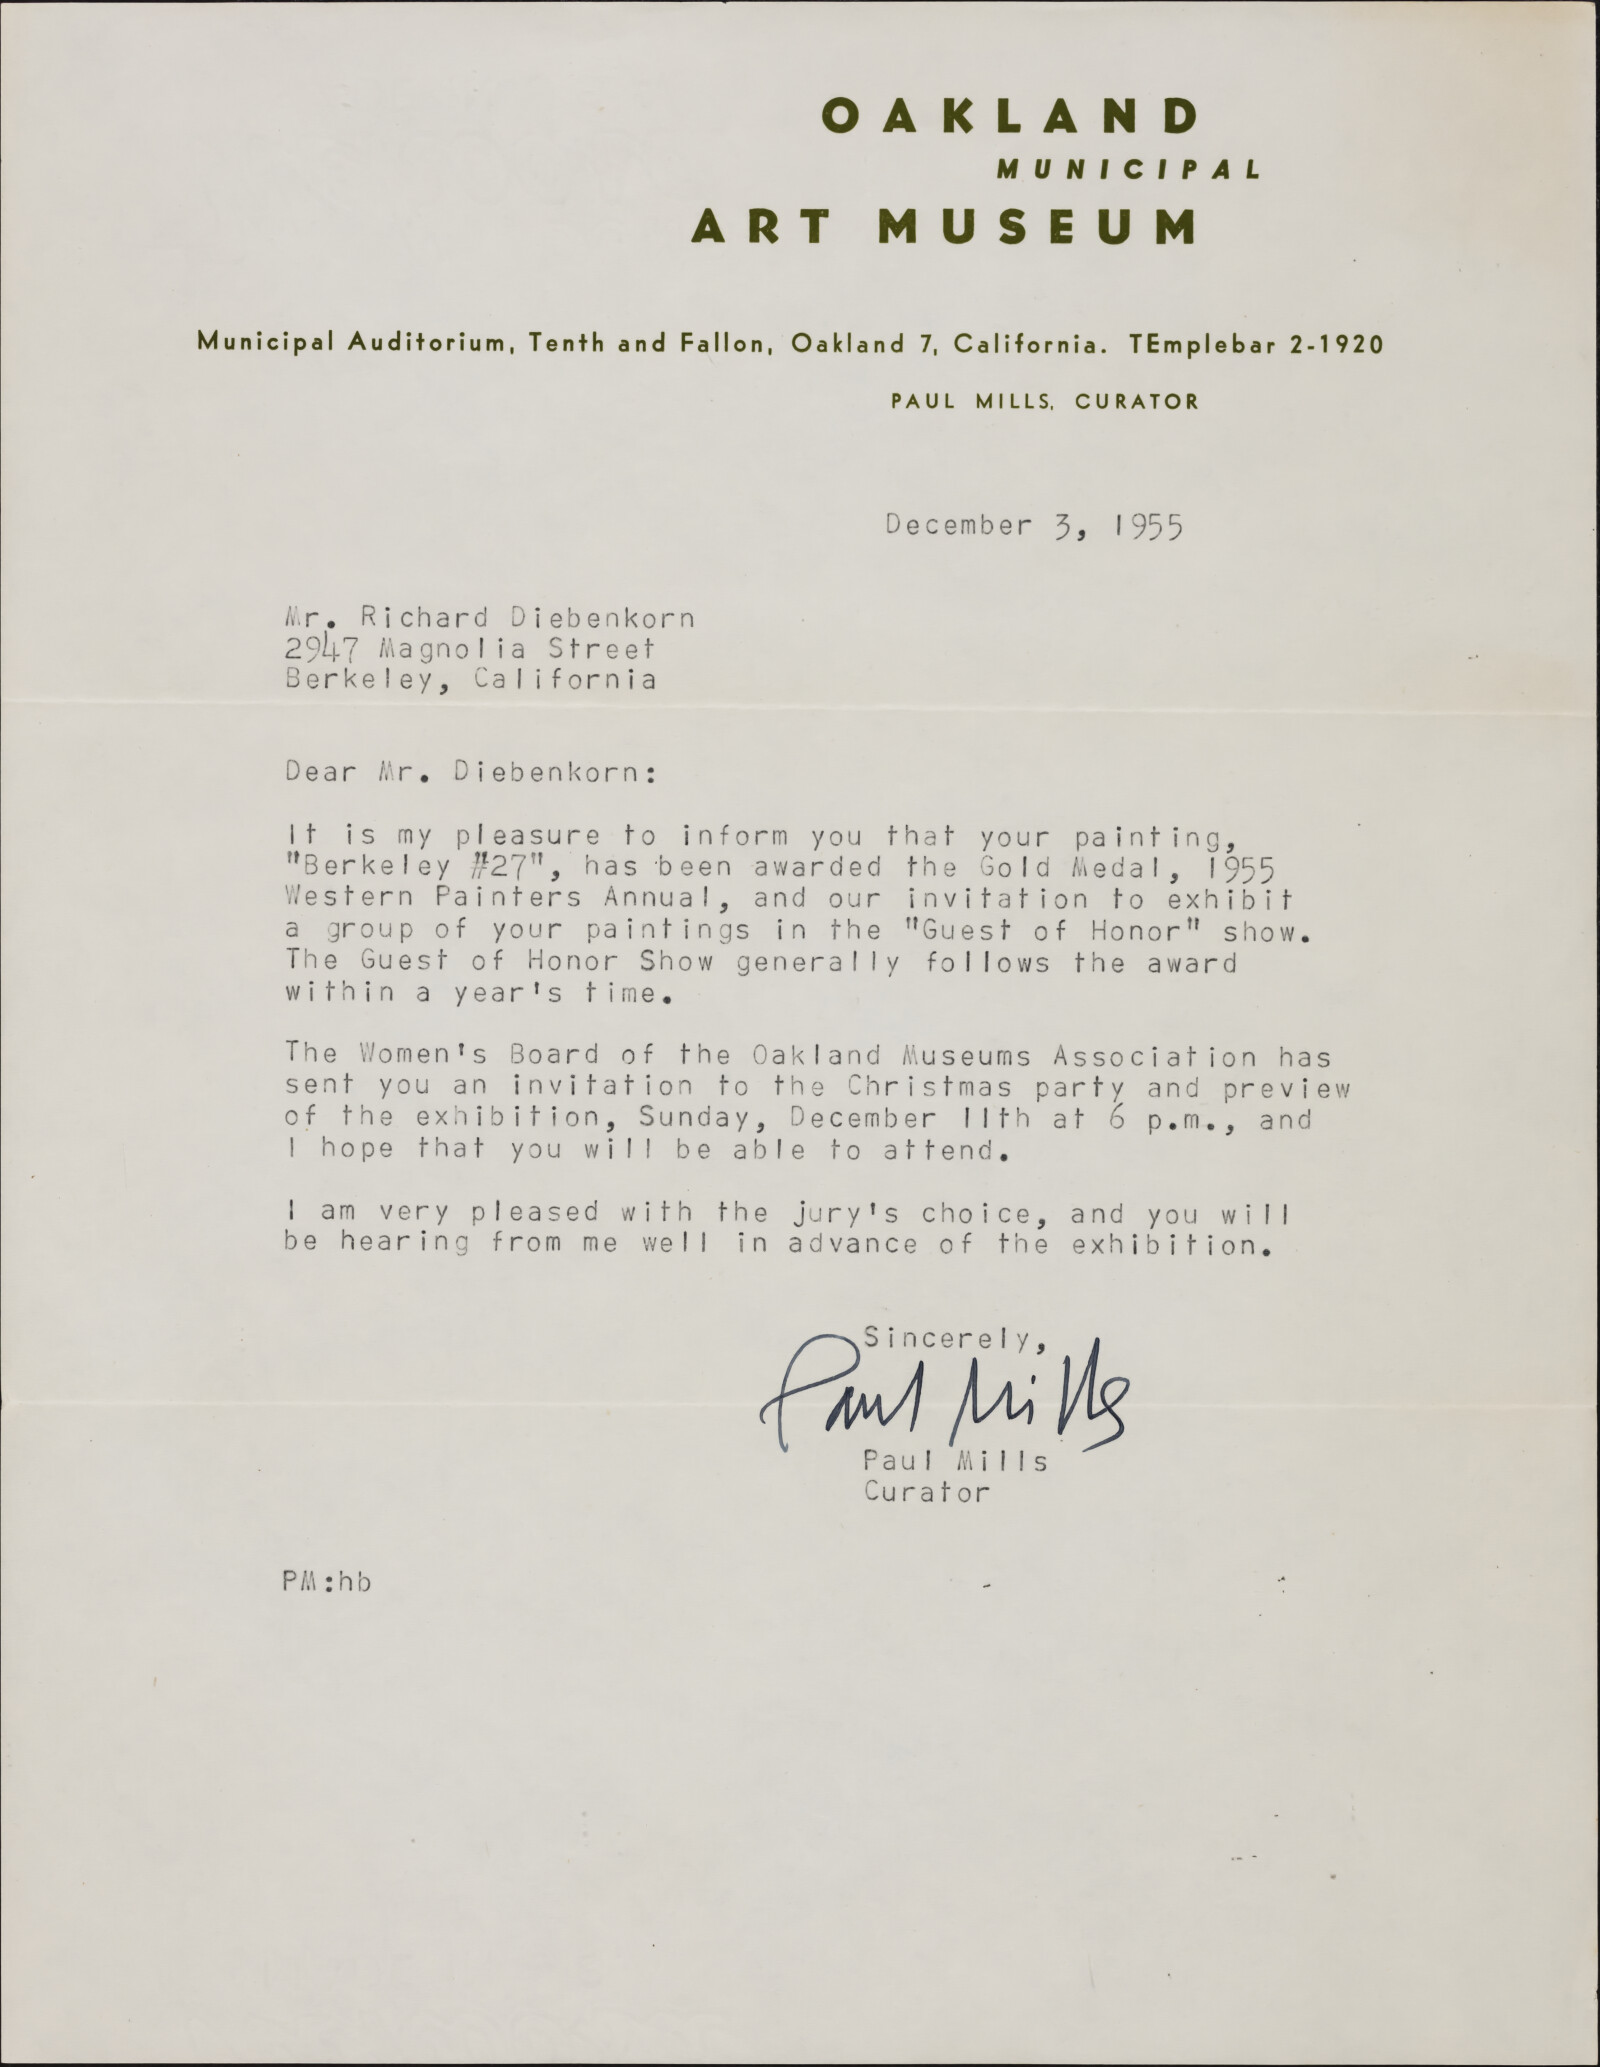 OAKLAND
MUNICIPAL
ART MUSEUM
Municipal Auditorium, Tenth and Fallon, Oakland 7, California. TEmplebar 2-1920
PAUL MILLS, CURATOR
December 3, 1955
Mr. Richard Diebenkorn
2947 Magnolia Street
Berkeley, California
Dear Mr. Diebenkorn:
It is my pleasure to inform you that your painting,
"Berkeley #27", has been awarded the Gold Medal, 1955
Western Painters Annual, and our invitation to exhibit
a group of your paintings in the "Guest of Honor" show.
The Guest of Honor Show generally follows the award
within a year's time.
The Women's Board of the Oakland Museums Association has
sent you an invitation to the Christmas party and preview
of the exhibition, Sunday, December 11th at 6 p.m., and
I hope that you will be able to attend.
I am very pleased with the jury's choice, and you will
be hearing from me well in advance of the exhibition.
Sincerely,
Paul Mills
Paul Mills
Curator
PM:hb